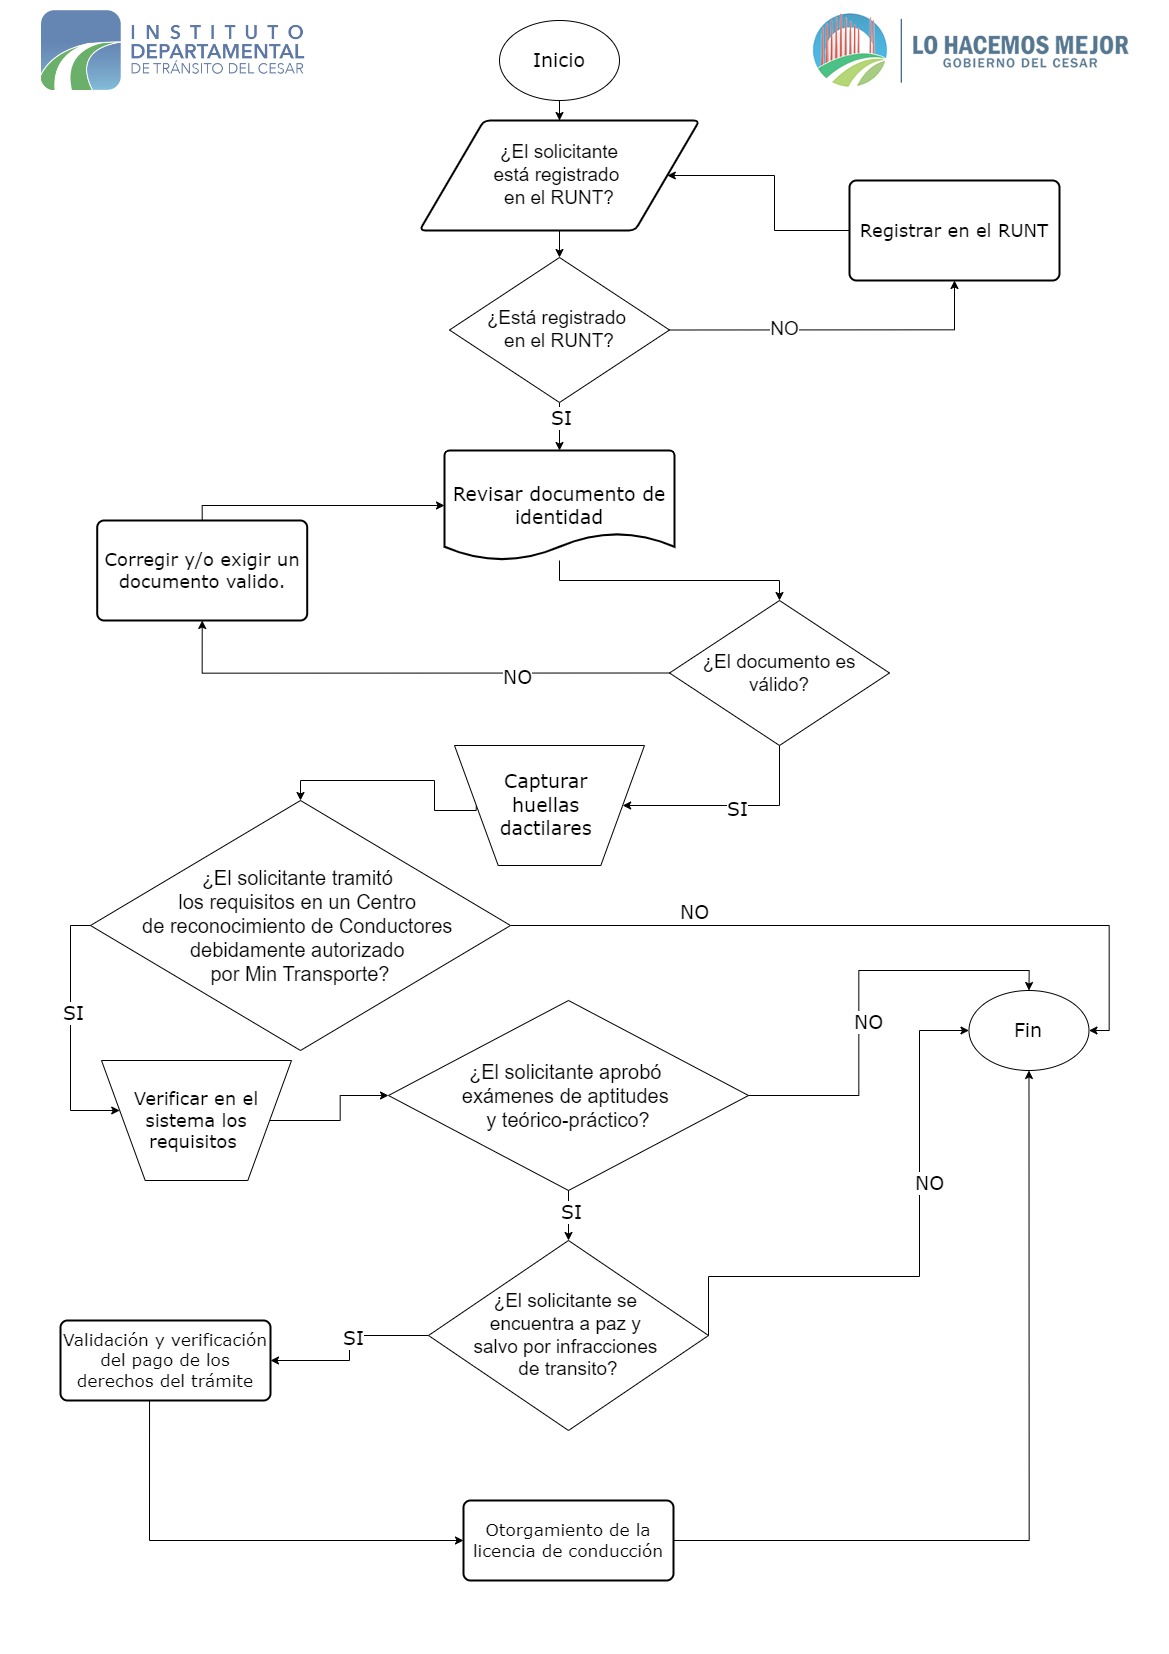 INSTITUTO
DEPARTAMENTAL
DE TRÁNSITO DEL CESAR
LO HACEMOS MEJOR
GOBIERNO DEL CESAR
Inicio
¿El solicitante
está registrado
en el RUNT?
Registrar en el RUNT
¿Está registrado
en el RUNT?
NO
SI
Revisar documento de
identidad
Corregir y/o exigir un
documento valido.
¿El documento es
válido?
NO
SI
Capturar
huellas
dactilares
¿El solicitante tramitó
los requisitos en un Centro
de reconocimiento de Conductores
debidamente autorizado
por Min Transporte?
NO
SI
Verificar en el
sistema los
requisitos
¿El solicitante aprobó
exámenes de aptitudes
y teórico-práctico?
NO
Fin
SI
NO
¿El solicitante se
encuentra a paz y
salvo por infracciones
de transito?
SI
Validación y verificación
del pago de los
derechos del trámite
Otorgamiento de la
licencia de conducción